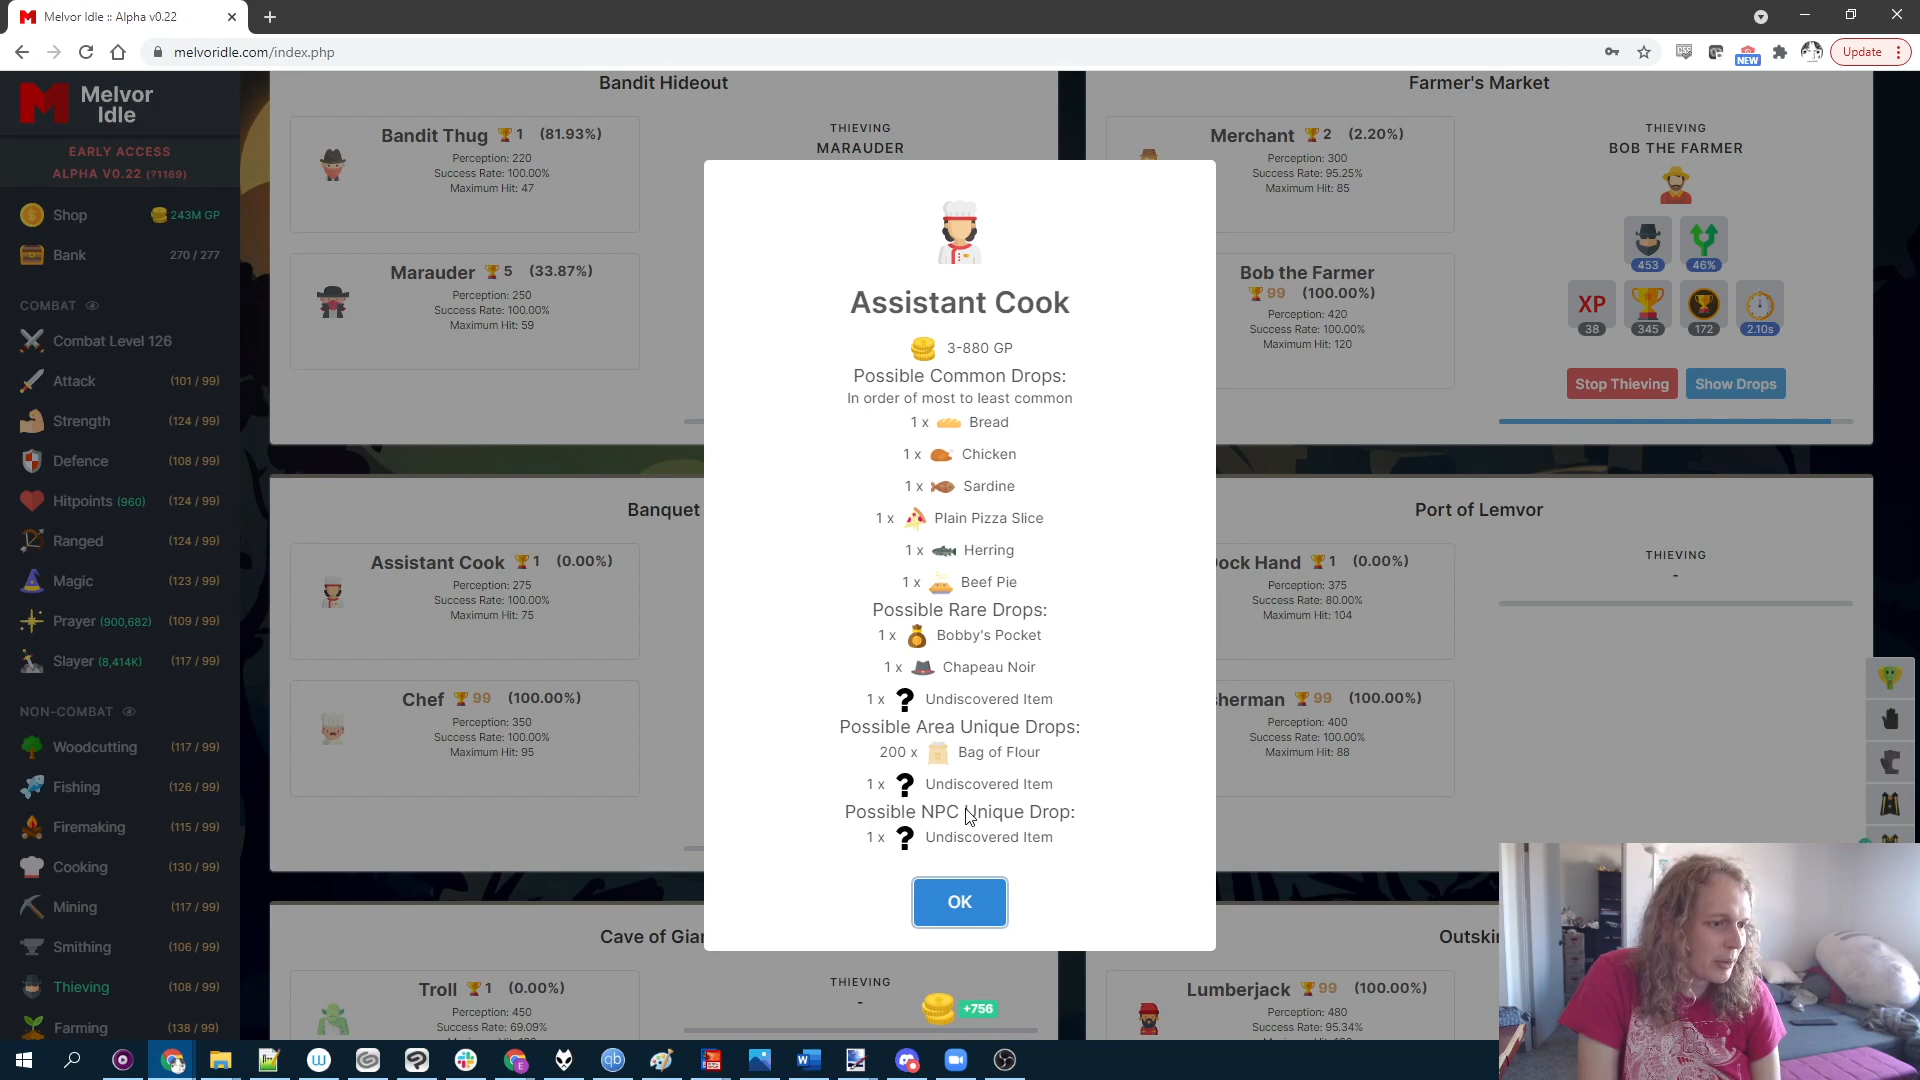 Melvor Idle :: Alpha v0.22
melvoridle.com/index.php
NEW
Update
Melvor
Idle
EARLY ACCESS
ALPHA V0.22 (?1169)
Shop
243M GP
Bank
270 / 277
COMBAT
Combat Level 126
Attack
(101 / 99)
Strength
(124 / 99)
Defence
(108 / 99)
Hitpoints (960)
(124 / 99)
Ranged
(124 / 99)
Magic
(123 / 99)
Prayer (900,682)
(109 / 99)
Slayer (8,414K)
(117 / 99)
NON-COMBAT
Woodcutting
(117 / 99)
Fishing
(126 / 99)
Firemaking
(115 / 99)
Cooking
(130 / 99)
Mining
(117 / 99)
Smithing
(106 / 99)
Thieving
(108 / 99)
Farming
(138 / 99)
Bandit Hideout
Bandit Thug 1 (81.93%)
Perception: 220
Success Rate: 100.00%
Maximum Hit: 47
Marauder 5 (33.87%)
Perception: 250
Success Rate: 100.00%
Maximum Hit: 59
THIEVING
MARAUDER
Farmer's Market
Merchant 2 (2.20%)
Perception: 300
Success Rate: 95.25%
Maximum Hit: 85
Bob the Farmer
99 (100.00%)
Perception: 420
Success Rate: 100.00%
Maximum Hit: 120
THIEVING
BOB THE FARMER
453
46%
XP
38
345
172
2.10s
Stop Thieving
Show Drops
Banquet
Assistant Cook 1 (0.00%)
Perception: 275
Success Rate: 100.00%
Maximum Hit: 75
Chef 99 (100.00%)
Perception: 350
Success Rate: 100.00%
Maximum Hit: 95
Port of Lemvor
Dock Hand 1 (0.00%)
Perception: 375
Success Rate: 80.00%
Maximum Hit: 104
sherman 99 (100.00%)
Perception: 400
Success Rate: 100.00%
Maximum Hit: 88
THIEVING
-
Cave of Gia
Troll 1 (0.00%)
Perception: 450
Success Rate: 69.09%
THIEVING
-
+756
Outski
Lumberjack 99 (100.00%)
Perception: 480
Success Rate: 95.34%
Assistant Cook
3-880 GP
Possible Common Drops:
In order of most to least common
1 x Bread
1 x Chicken
1 x Sardine
1 x Plain Pizza Slice
1 x Herring
1 x Beef Pie
Possible Rare Drops:
1 x Bobby's Pocket
1 x Chapeau Noir
1 x ? Undiscovered Item
Possible Area Unique Drops:
200 x Bag of Flour
1 x ? Undiscovered Item
Possible NPC Unique Drop:
1 x ? Undiscovered Item
OK